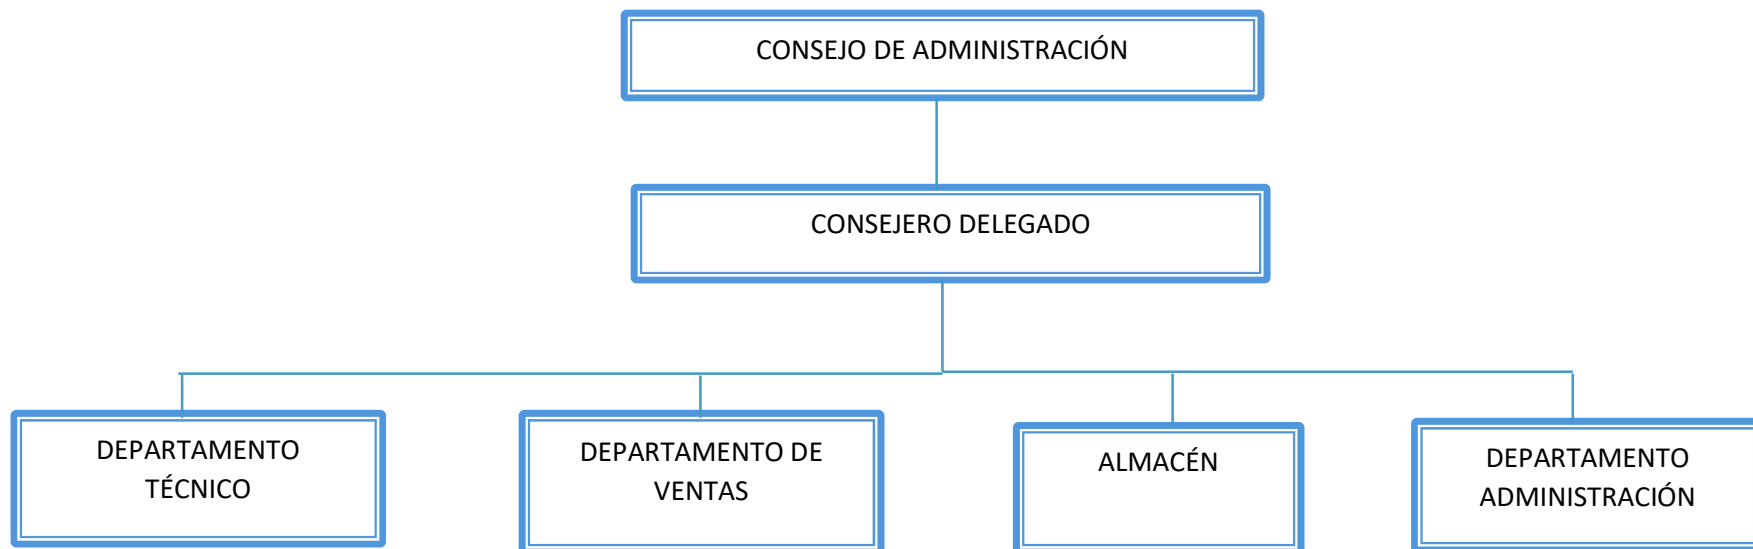 CONSEJO DE ADMINISTRACIÓN
CONSEJERO DELEGADO
DEPARTAMENTO
TÉCNICO
DEPARTAMENTO DE
VENTAS
ALMACÉN
DEPARTAMENTO
ADMINISTRACIÓN